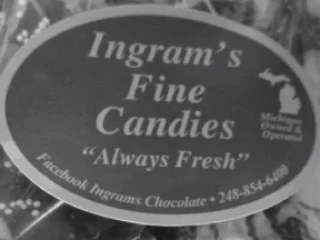 Ingram's
Fine
Candies
"Always Fresh"
Michigan
Owned &
Operated
Facebook Ingrams Chocolate • 248-854-6400